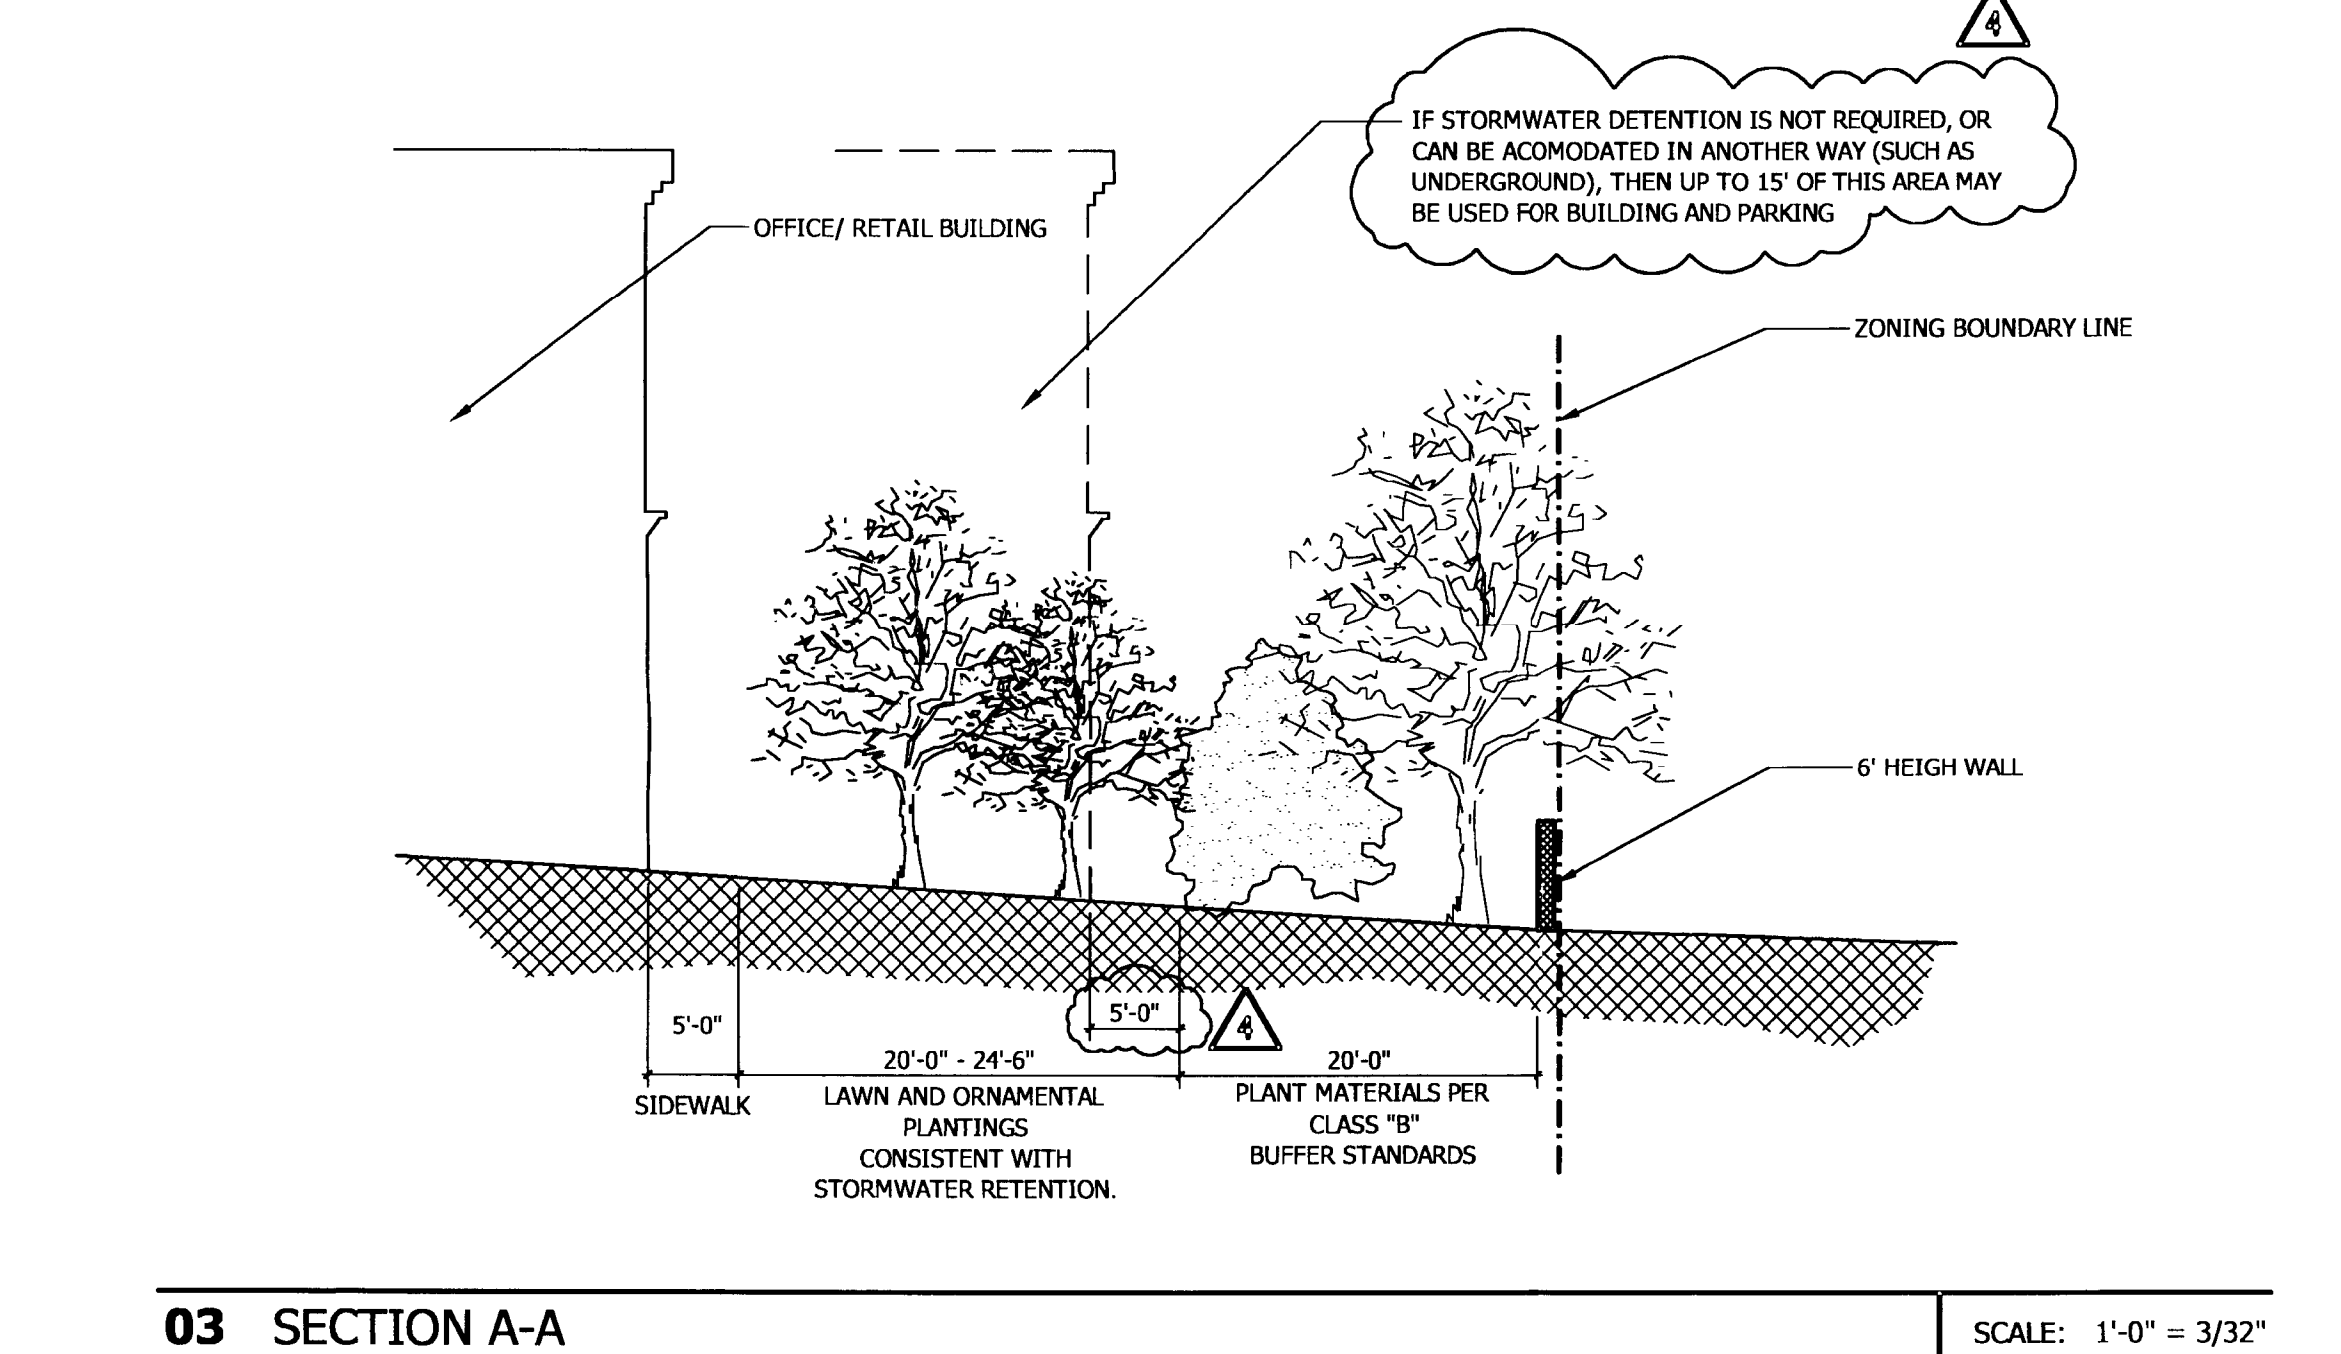 4
IF STORMWATER DETENTION IS NOT REQUIRED, OR
CAN BE ACOMODATED IN ANOTHER WAY (SUCH AS
UNDERGROUND), THEN UP TO 15' OF THIS AREA MAY
BE USED FOR BUILDING AND PARKING
OFFICE/ RETAIL BUILDING
ZONING BOUNDARY LINE
6' HEIGH WALL
5'-0"
5'-0"
4
20'-0" - 24'-6"
20'-0"
SIDEWALK
LAWN AND ORNAMENTAL
PLANTINGS
CONSISTENT WITH
STORMWATER RETENTION.
PLANT MATERIALS PER
CLASS "B"
BUFFER STANDARDS
03 SECTION A-A
SCALE: 1'-0" = 3/32"